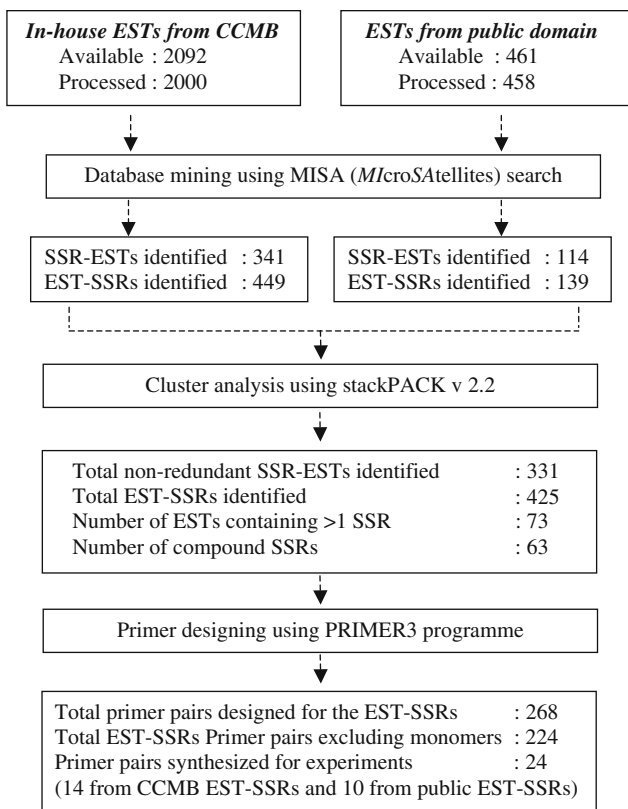 In-house ESTs from CCMB
Available : 2092
Processed : 2000
ESTs from public domain
Available : 461
Processed : 458
Database mining using MISA (MIcroSAtellites) search
SSR-ESTs identified : 341
EST-SSRs identified : 449
SSR-ESTs identified : 114
EST-SSRs identified : 139
Cluster analysis using stackPACK v 2.2
Total non-redundant SSR-ESTs identified : 331
Total EST-SSRs identified : 425
Number of ESTs containing >1 SSR : 73
Number of compound SSRs : 63
Primer designing using PRIMER3 programme
Total primer pairs designed for the EST-SSRs : 268
Total EST-SSRs Primer pairs excluding monomers : 224
Primer pairs synthesized for experiments : 24
(14 from CCMB EST-SSRs and 10 from public EST-SSRs)